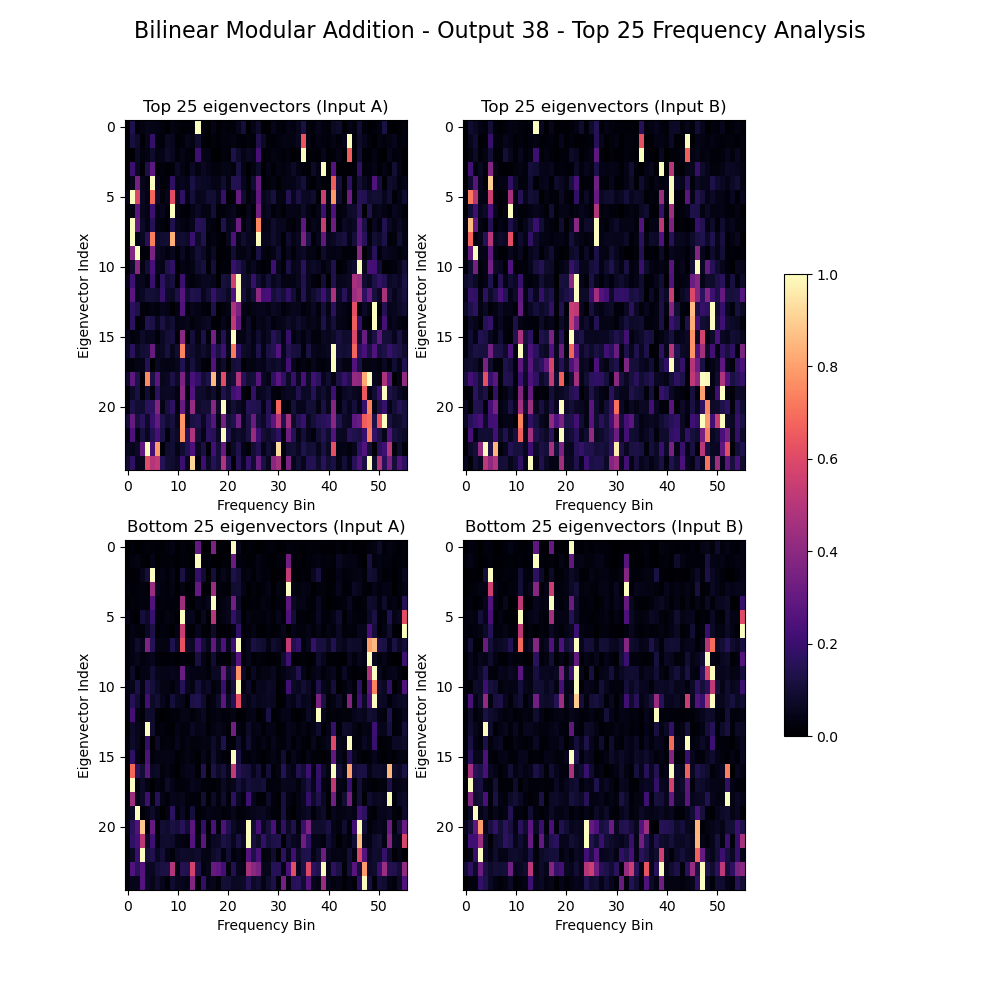 Bilinear Modular Addition - Output 38 - Top 25 Frequency Analysis
Top 25 eigenvectors (Input A)
Top 25 eigenvectors (Input B)
Eigenvector Index
0
5
10
15
20
0 10 20 30 40 50
Frequency Bin
Eigenvector Index
0
5
10
15
20
0 10 20 30 40 50
Frequency Bin
Bottom 25 eigenvectors (Input A)
Bottom 25 eigenvectors (Input B)
Eigenvector Index
0
5
10
15
20
0 10 20 30 40 50
Frequency Bin
Eigenvector Index
0
5
10
15
20
0 10 20 30 40 50
Frequency Bin
1.0
0.8
0.6
0.4
0.2
0.0